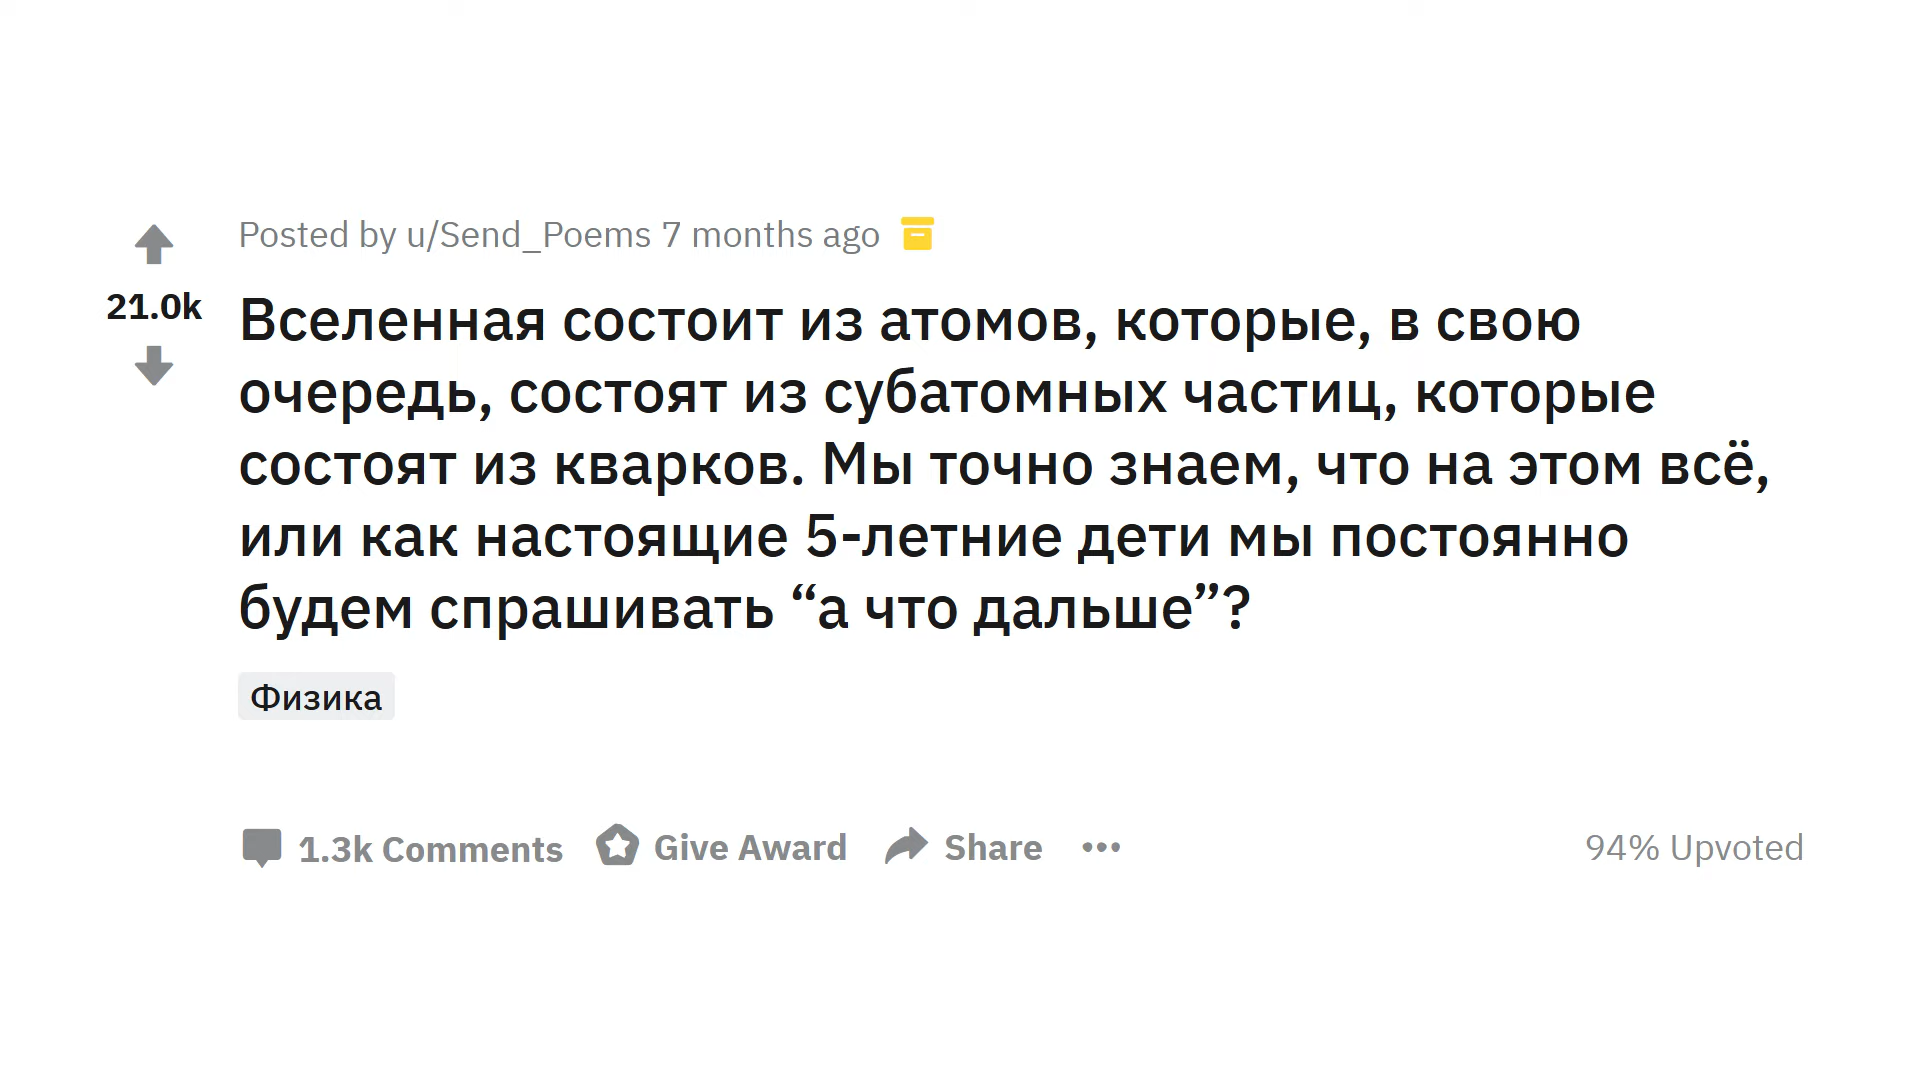 Posted by u/Send_Poems 7 months ago
21.0k
Вселенная состоит из атомов, которые, в свою
очередь, состоят из субатомных частиц, которые
состоят из кварков. Мы точно знаем, что на этом всё,
или как настоящие 5-летние дети мы постоянно
будем спрашивать “а что дальше”?
Физика
1.3k Comments Give Award Share 94% Upvoted